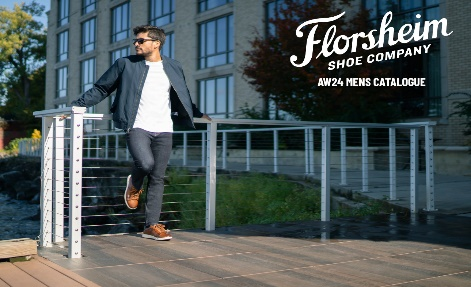 Florsheim
SHOE COMPANY
AW24 MENS CATALOGUE